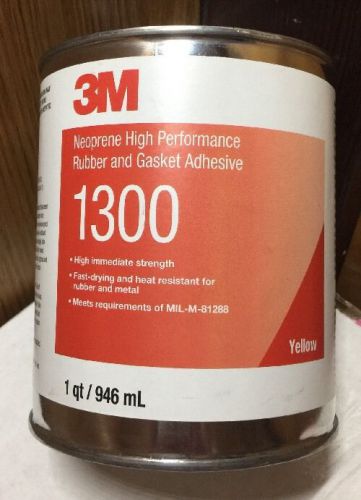 3M
Neoprene High Performance
Rubber and Gasket Adhesive
1300
• High immediate strength
• Fast-drying and heat resistant for
rubber and metal
• Meets requirements of MIL-M-81288
Yellow
1 qt / 946 mL